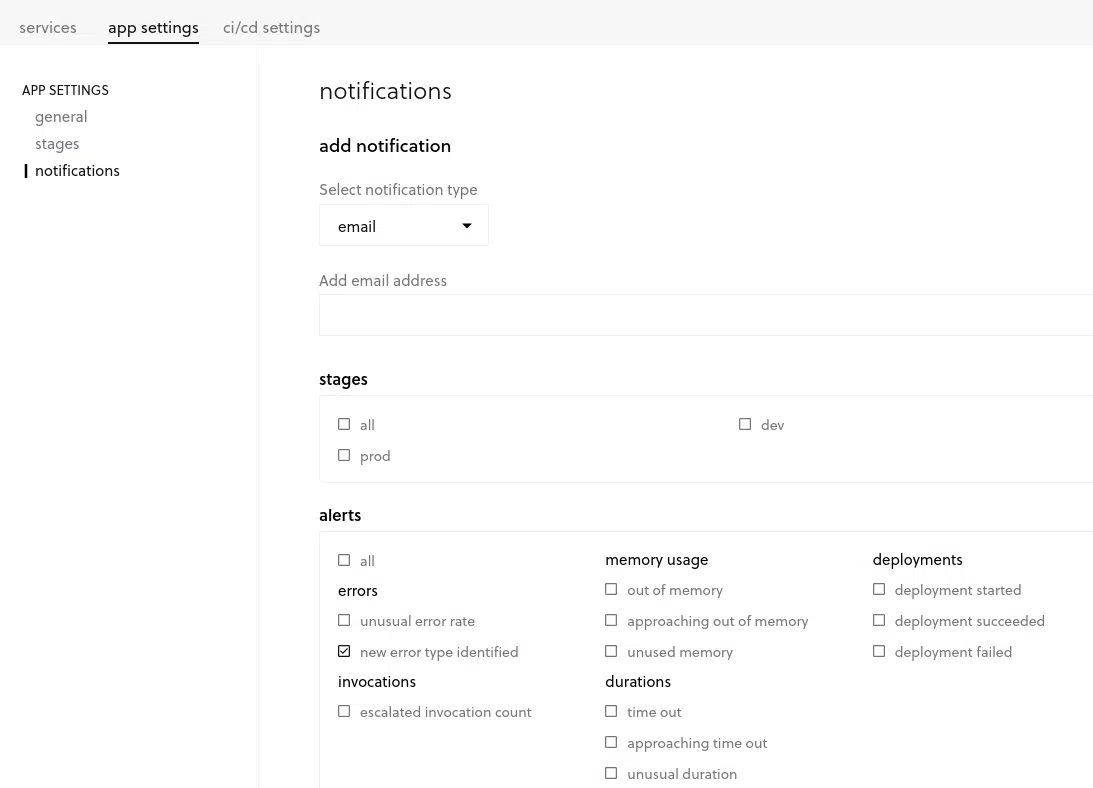 services app settings ci/cd settings
APP SETTINGS
general
stages
notifications
notifications
add notification
Select notification type
email
Add email address
stages
all
dev
prod
alerts
all
errors
unusual error rate
new error type identified
invocations
escalated invocation count
memory usage
out of memory
approaching out of memory
unused memory
durations
time out
approaching time out
unusual duration
deployments
deployment started
deployment succeeded
deployment failed